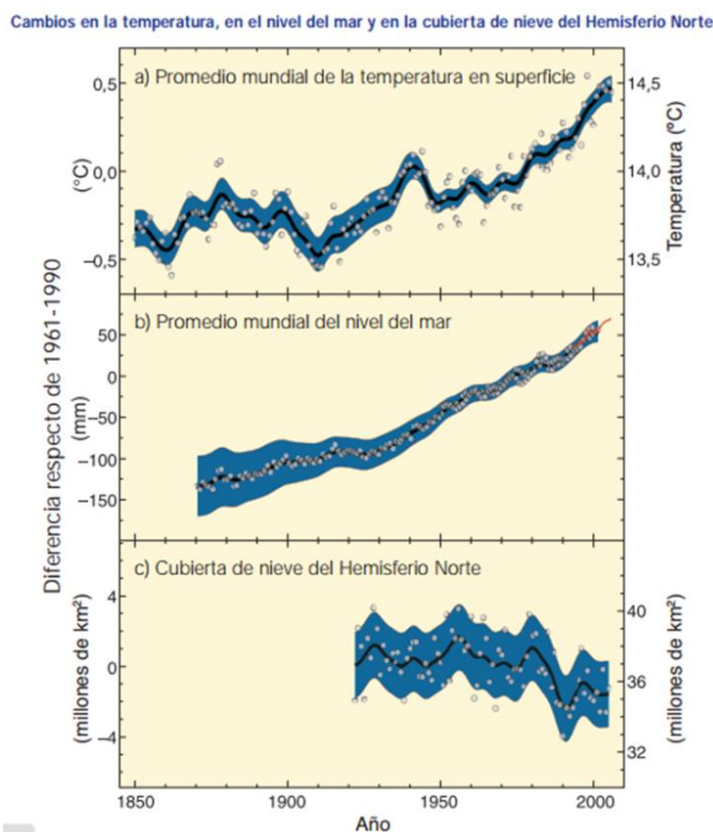 Cambios en la temperatura, en el nivel del mar y en la cubierta de nieve del Hemisferio Norte
a) Promedio mundial de la temperatura en superficie
0,5
0,0
−0,5
(°C)
14,5
14,0
13,5
Temperatura (°C)
Diferencia respecto de 1961-1990
b) Promedio mundial del nivel del mar
50
0
−50
−100
−150
(mm)
c) Cubierta de nieve del Hemisferio Norte
4
0
−4
(millones de km²)
40
36
32
(millones de km²)
1850
1900
1950
2000
Año